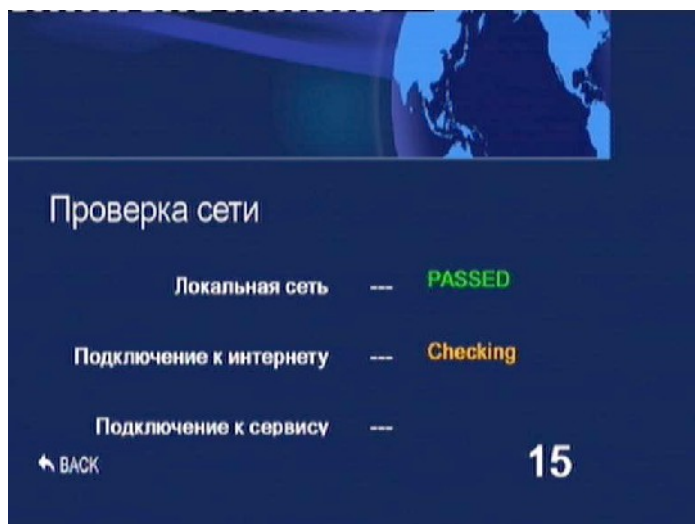 Проверка сети
Локальная сеть --- PASSED
Подключение к интернету --- Checking
Подключение к сервису ---
BACK
15